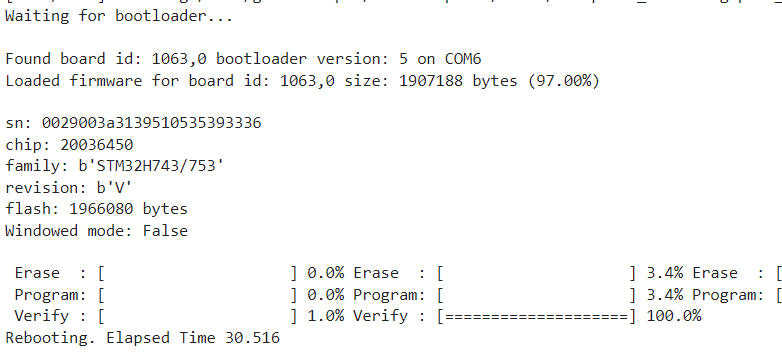 Waiting for bootloader...
Found board id: 1063,0 bootloader version: 5 on COM6
Loaded firmware for board id: 1063,0 size: 1907188 bytes (97.00%)
sn: 0029003a3139510535393336
chip: 20036450
family: b'STM32H743/753'
revision: b'V'
flash: 1966080 bytes
Windowed mode: False
Erase  : [                    ] 0.0% Erase  : [                    ] 3.4% Erase  : [
Program: [                    ] 0.0% Program: [                    ] 3.4% Program: [
Verify : [                    ] 1.0% Verify : [====================] 100.0%
Rebooting. Elapsed Time 30.516